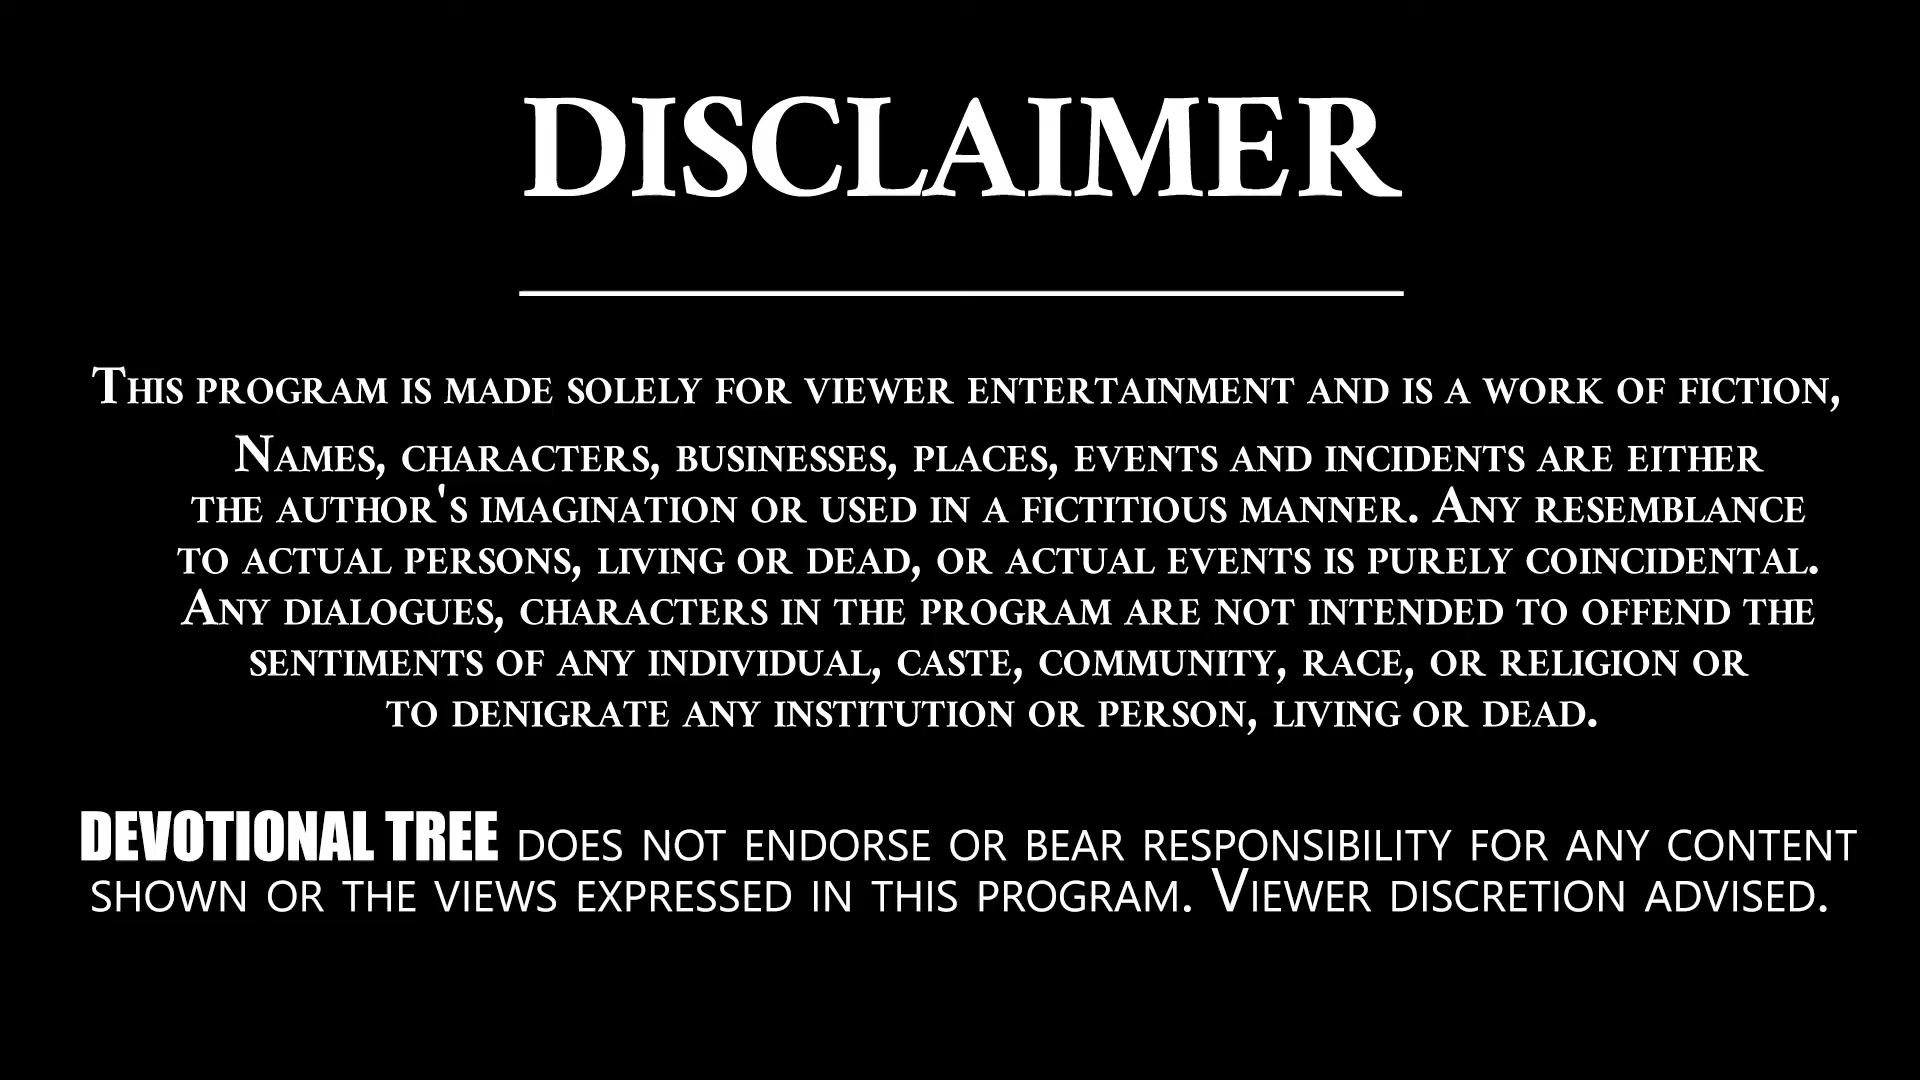 DISCLAIMER
This program is made solely for viewer entertainment and is a work of fiction,
Names, characters, businesses, places, events and incidents are either
the author's imagination or used in a fictitious manner. Any resemblance
to actual persons, living or dead, or actual events is purely coincidental.
Any dialogues, characters in the program are not intended to offend the
sentiments of any individual, caste, community, race, or religion or
to denigrate any institution or person, living or dead.
DEVOTIONAL TREE does not endorse or bear responsibility for any content
shown or the views expressed in this program. Viewer discretion advised.